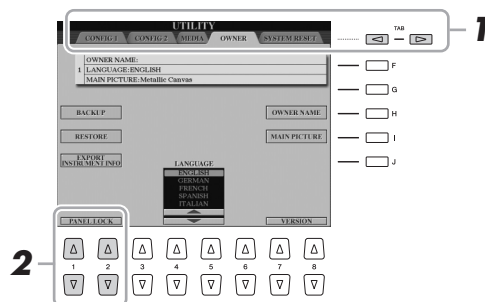 UTILITY
CONFIG 1 CONFIG 2 MEDIA OWNER SYSTEM RESET
TAB
1
OWNER NAME:
1 LANGUAGE:ENGLISH
MAIN PICTURE:Metallic Canvas
F
G
BACKUP OWNER NAME H
RESTORE MAIN PICTURE I
EXPORT
INSTRUMENT INFO
J
LANGUAGE
ENGLISH
GERMAN
FRENCH
SPANISH
ITALIAN
PANEL LOCK VERSION
2
1 2 3 4 5 6 7 8